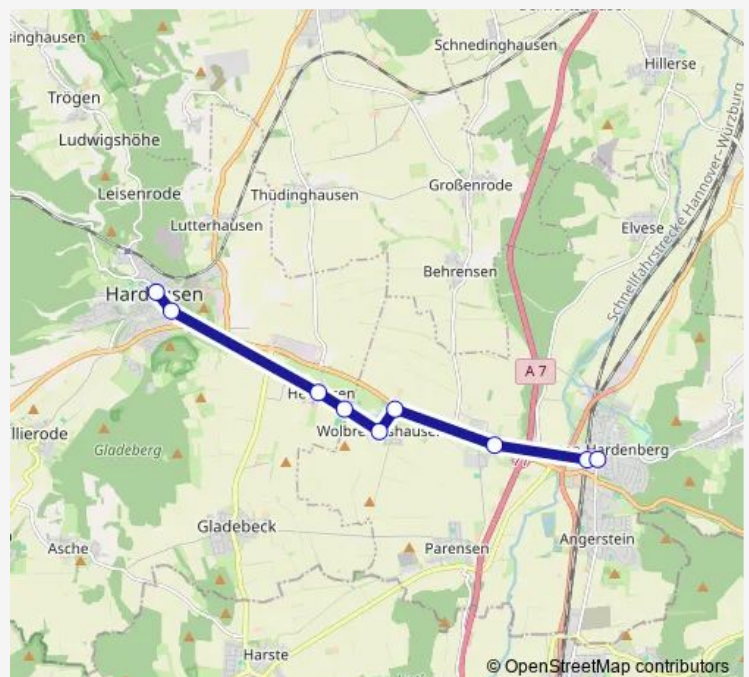 singhausen
Schnedinghausen
Hillerse
Trögen
Ludwigshöhe
Leisenrode
Thüdinghausen
Großenrode
Lutterhausen
Elvese
Schnellfahrstrecke Hannover-Würzburg
Behrensen
A 7
llierode
Gladeberg
Hardenberg
Gladebeck
Asche
Parensen
Angerstein
Harste
© OpenStreetMap contributors